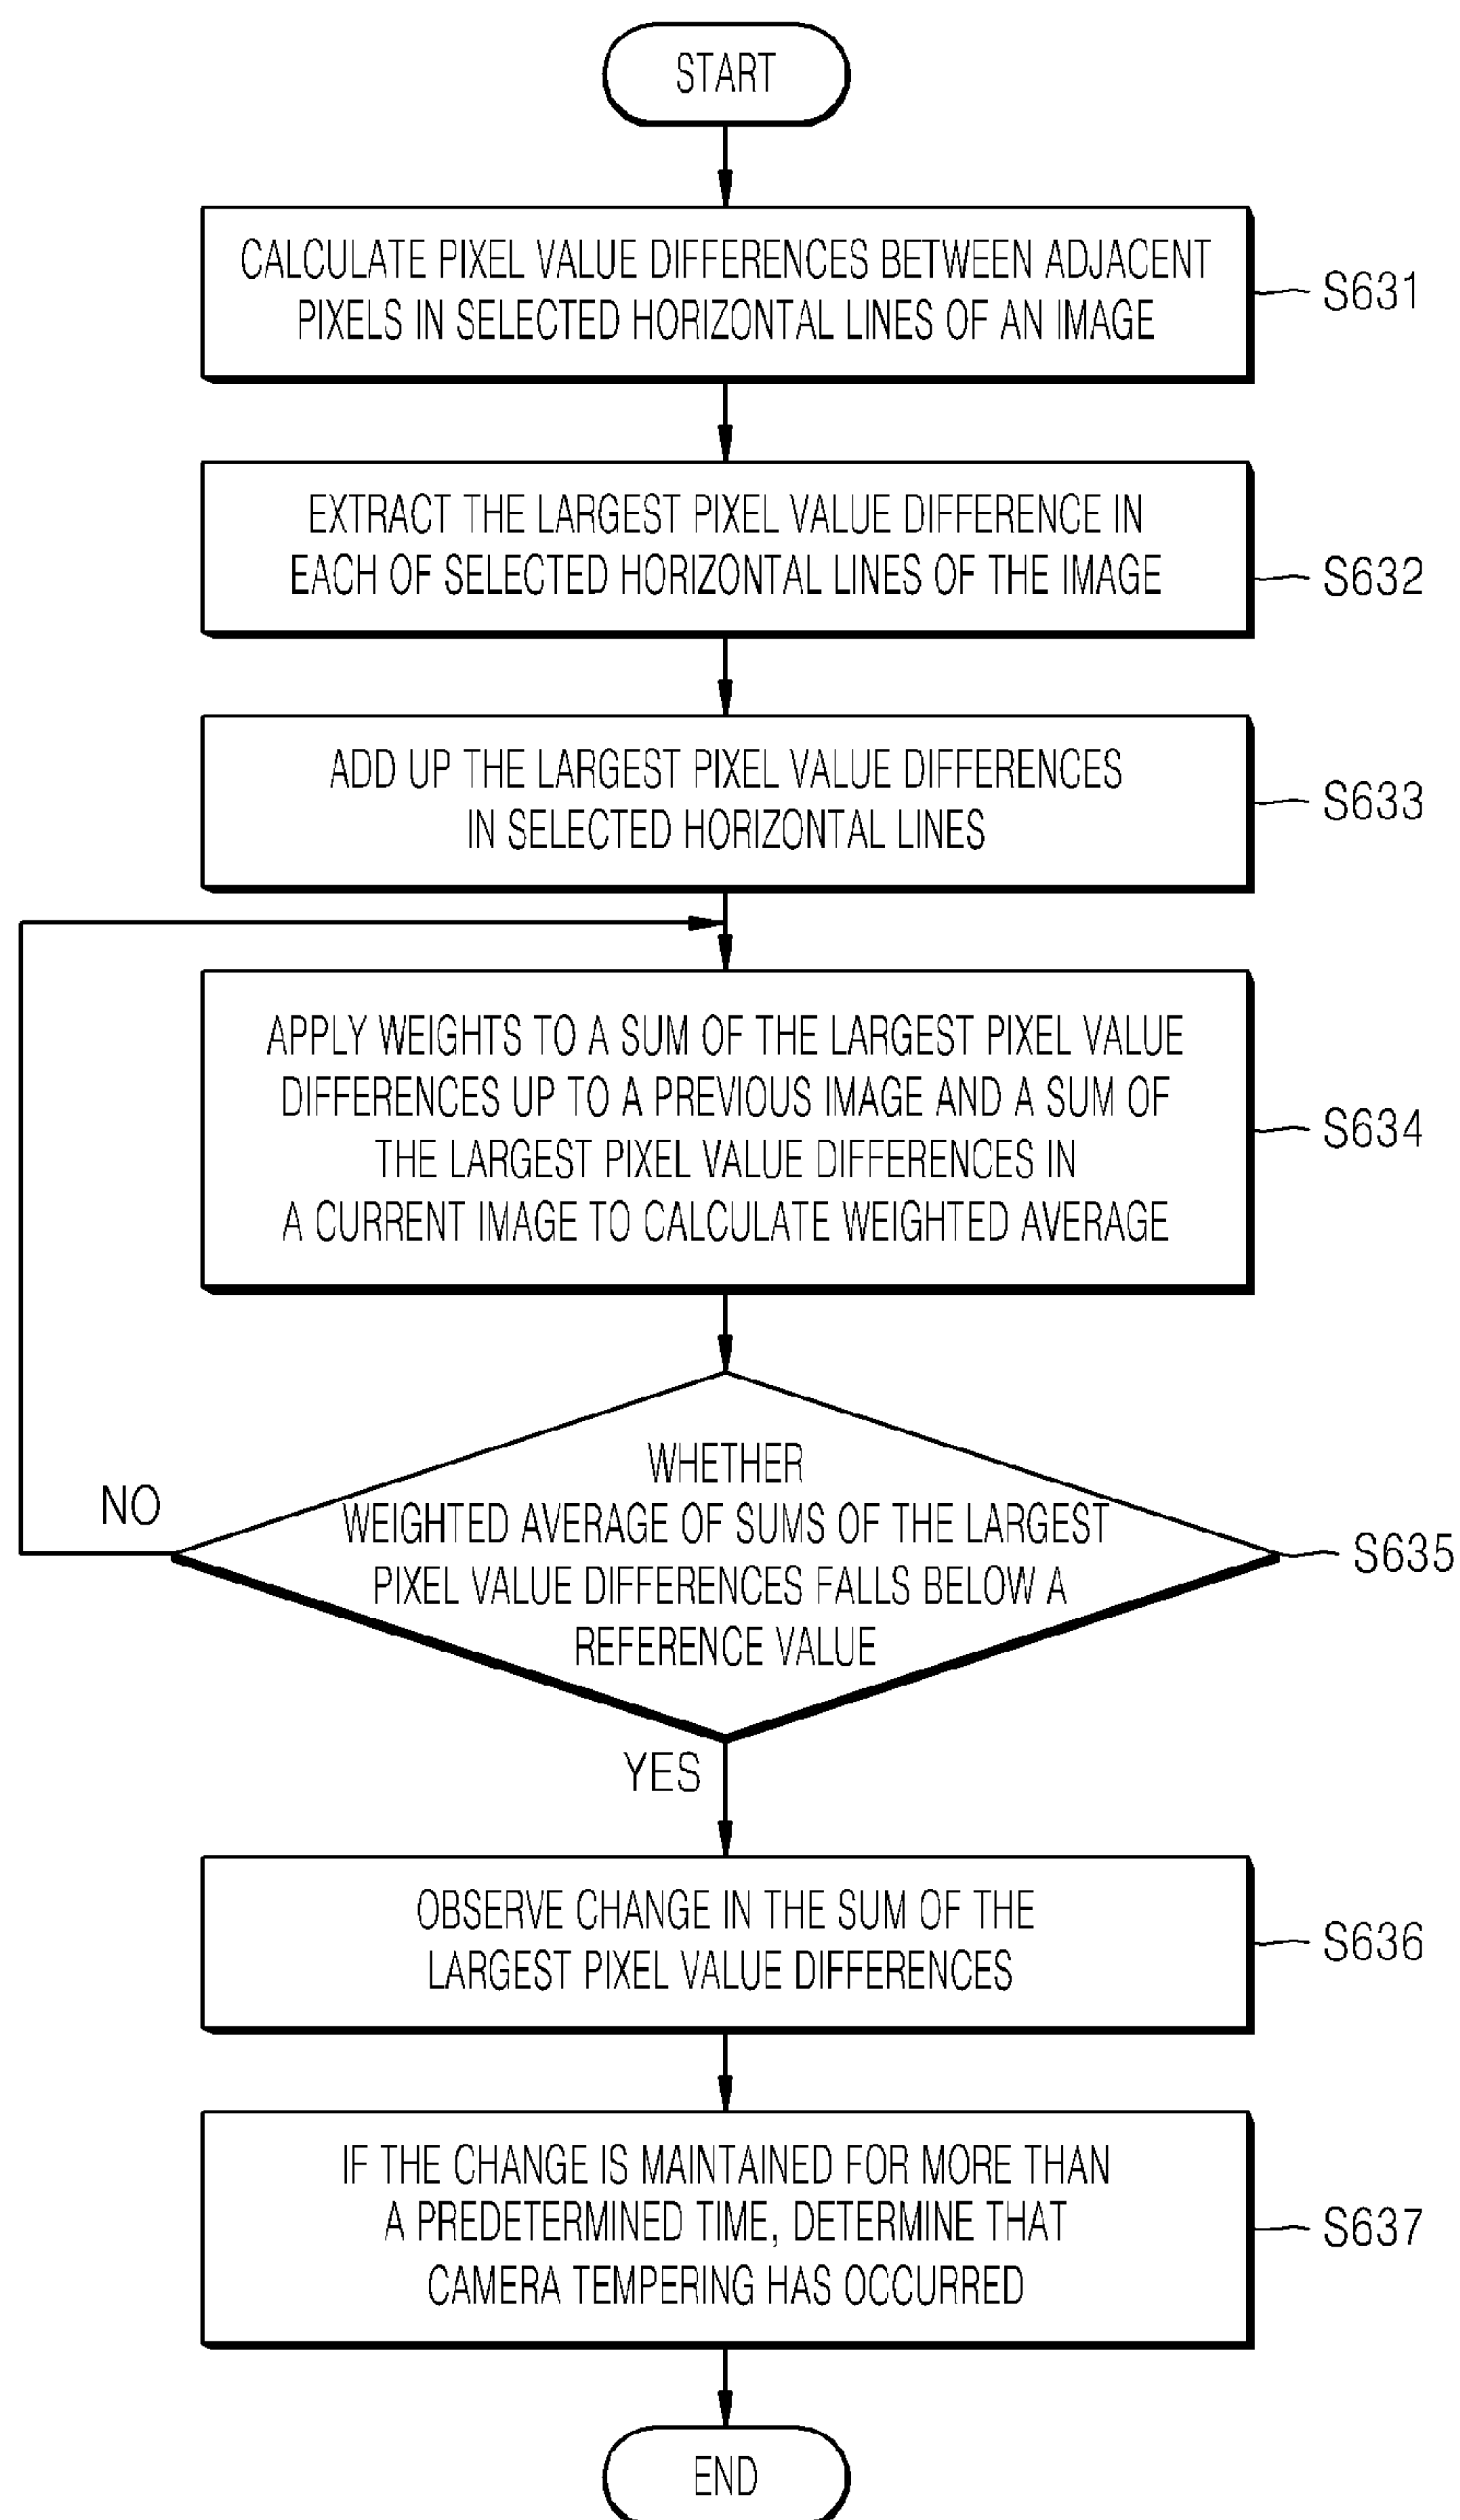 START
CALCULATE PIXEL VALUE DIFFERENCES BETWEEN ADJACENT
PIXELS IN SELECTED HORIZONTAL LINES OF AN IMAGE
S631
EXTRACT THE LARGEST PIXEL VALUE DIFFERENCE IN
EACH OF SELECTED HORIZONTAL LINES OF THE IMAGE
S632
ADD UP THE LARGEST PIXEL VALUE DIFFERENCES
IN SELECTED HORIZONTAL LINES
S633
APPLY WEIGHTS TO A SUM OF THE LARGEST PIXEL VALUE
DIFFERENCES UP TO A PREVIOUS IMAGE AND A SUM OF
THE LARGEST PIXEL VALUE DIFFERENCES IN
A CURRENT IMAGE TO CALCULATE WEIGHTED AVERAGE
S634
WHETHER
WEIGHTED AVERAGE OF SUMS OF THE LARGEST
PIXEL VALUE DIFFERENCES FALLS BELOW A
REFERENCE VALUE
NO
S635
YES
OBSERVE CHANGE IN THE SUM OF THE
LARGEST PIXEL VALUE DIFFERENCES
S636
IF THE CHANGE IS MAINTAINED FOR MORE THAN
A PREDETERMINED TIME, DETERMINE THAT
CAMERA TEMPERING HAS OCCURRED
S637
END